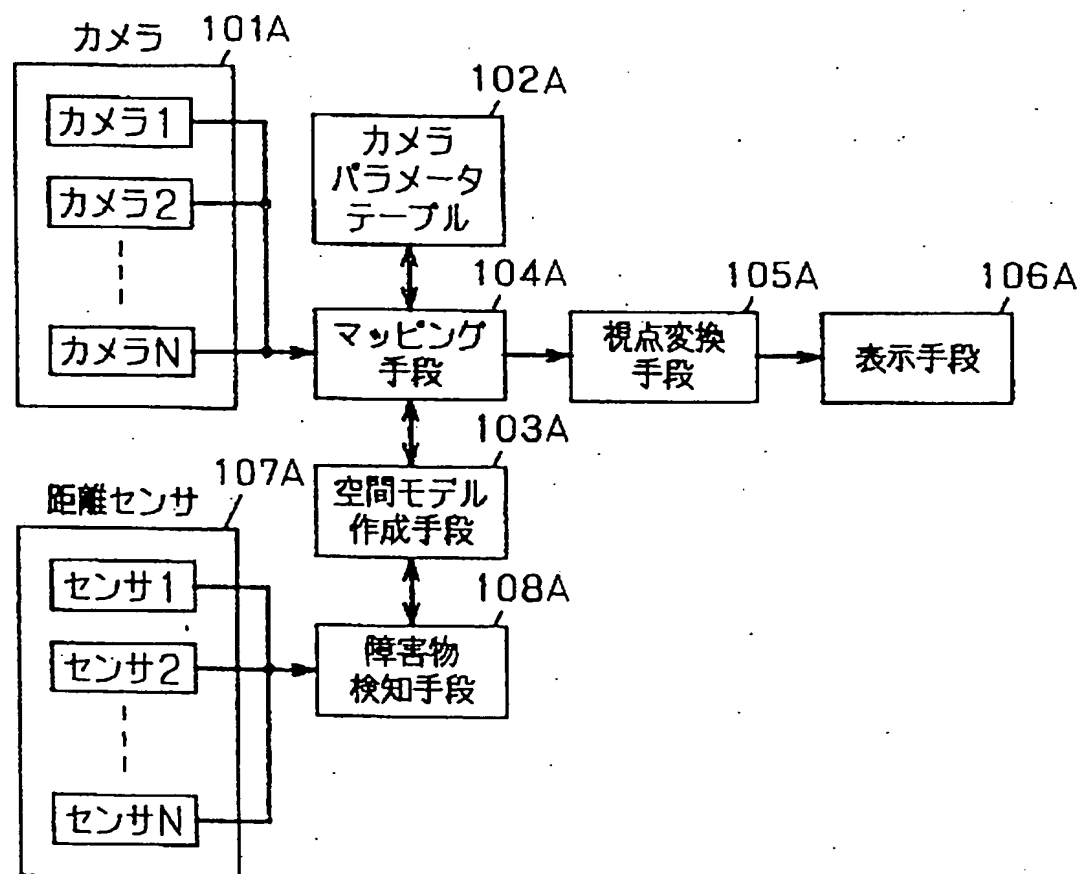 カメラ
101A
カメラ1
カメラ2
カメラN
102A
カメラ
パラメータ
テーブル
104A
マッピング
手段
105A
視点変換
手段
106A
表示手段
103A
空間モデル
作成手段
距離センサ
107A
センサ1
センサ2
センサN
108A
障害物
検知手段